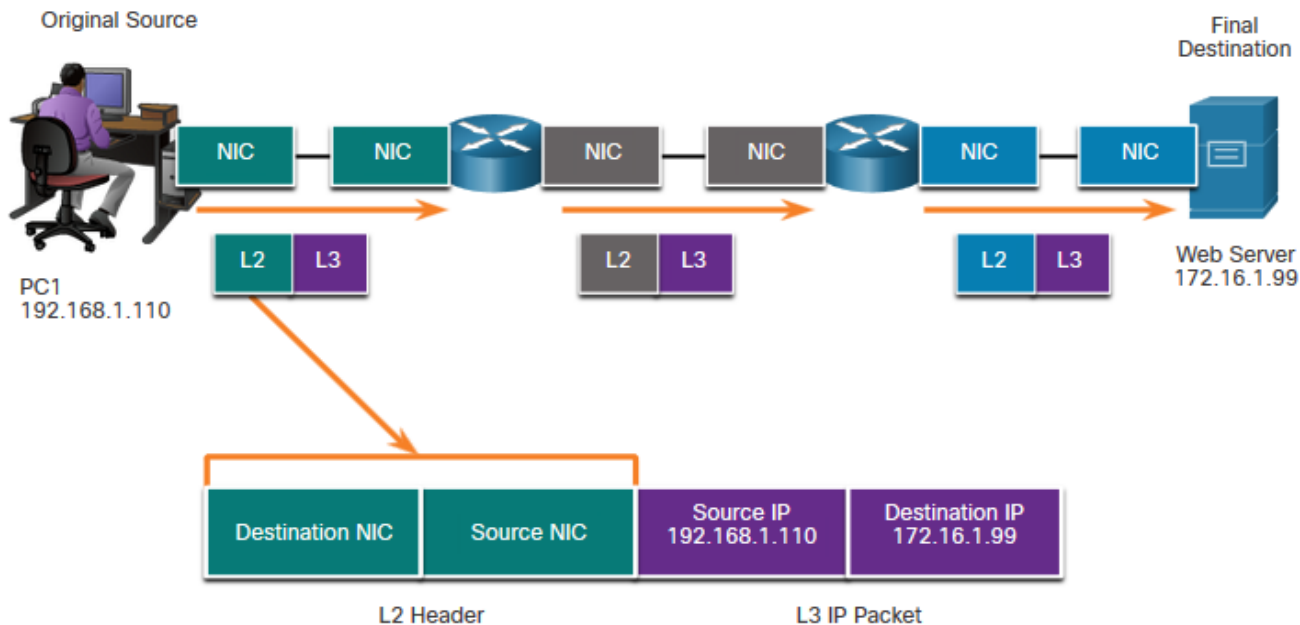 Original Source
Final
Destination
NIC
NIC
NIC
NIC
NIC
NIC
L2
L3
L2
L3
L2
L3
PC1
192.168.1.110
Web Server
172.16.1.99
Destination NIC
Source NIC
Source IP
192.168.1.110
Destination IP
172.16.1.99
L2 Header
L3 IP Packet